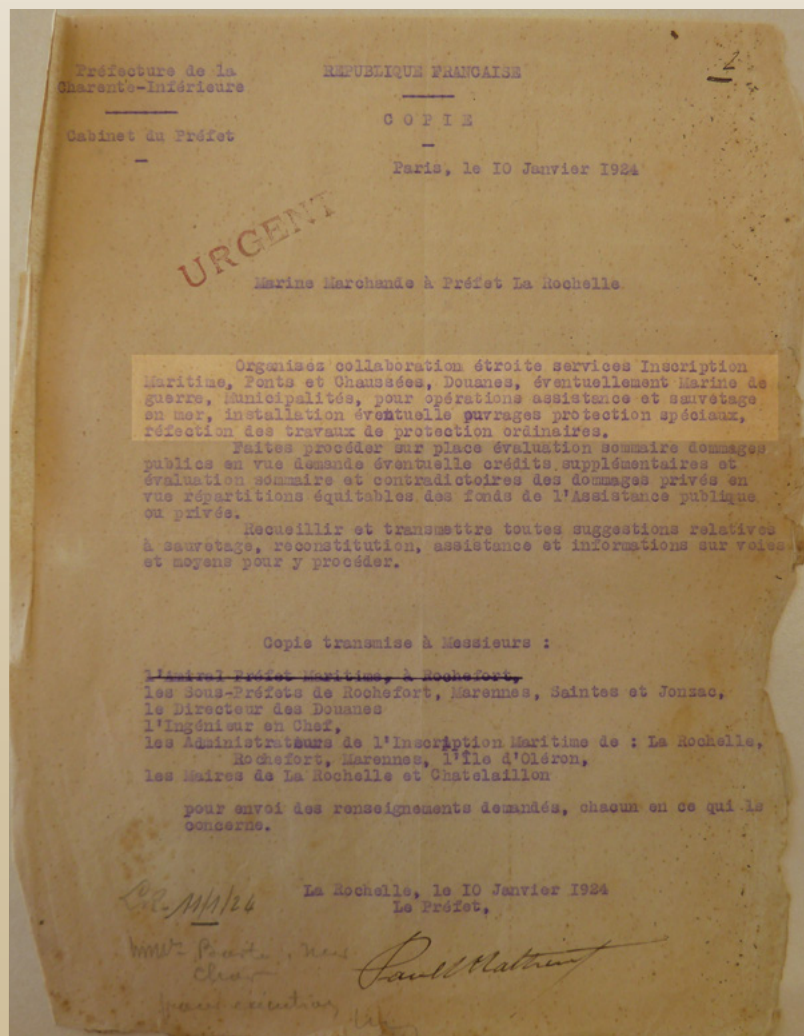 2
Préfecture de la
Charente-Inférieure
Cabinet du Préfet
REPUBLIQUE FRANCAISE
COPIE
Paris, le 10 Janvier 1924
URGENT
Marine Marchande à Préfet La Rochelle
Organisez collaboration étroite services Inscription
Maritime, Ponts et Chaussées, Douanes, éventuellement Marine de
guerre, Municipalités, pour opérations assistance et sauvetage
en mer, installation éventuelle ouvrages protection spéciaux,
réfection des travaux de protection ordinaires.
Faites procéder sur place évaluation sommaire dommages
publics en vue demande éventuelle crédits supplémentaires et
évaluation sommaire et contradictoires des dommages privés en
vue répartitions équitables des fonds de l'Assistance publique
ou privée.
Recueillir et transmettre toutes suggestions relatives
à sauvetage, reconstitution, assistance et informations sur voies
et moyens pour y procéder.
Copie transmise à Messieurs :
l'Amiral Préfet Maritime, à Rochefort,
les Sous-Préfets de Rochefort, Marennes, Saintes et Jonzac,
le Directeur des Douanes
l'Ingénieur en Chef,
les Administrateurs de l'Inscription Maritime de : La Rochelle,
Rochefort, Marennes, l'Île d'Oléron,
les Maires de La Rochelle et Chatelaillon
pour envoi des renseignements demandés, chacun en ce qui le
concerne.
La Rochelle, le 10 Janvier 1924
Le Préfet,
11/1/24
pour exécution